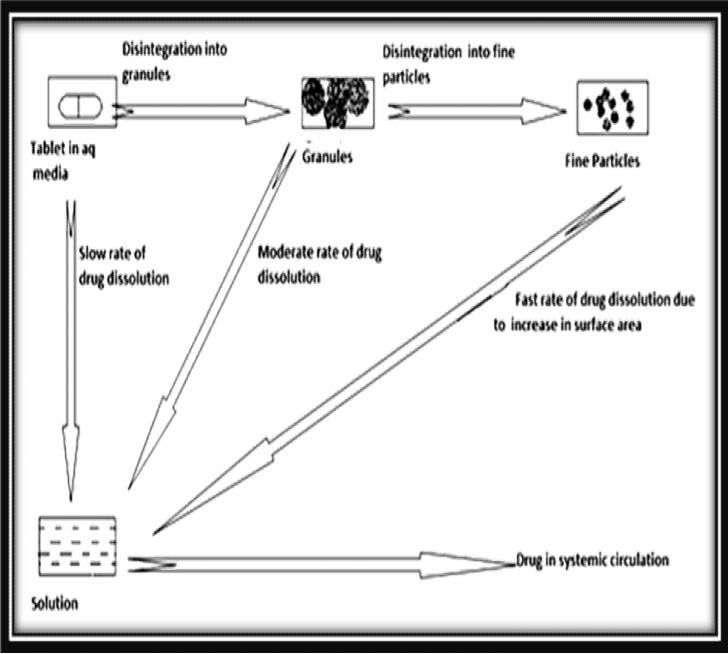 Disintegration into
granules
Disintegration into fine
particles
Tablet in aq
media
Granules
Fine Particles
Slow rate of
drug dissolution
Moderate rate of drug
dissolution
Fast rate of drug dissolution due
to increase in surface area
Drug in systemic circulation
Solution